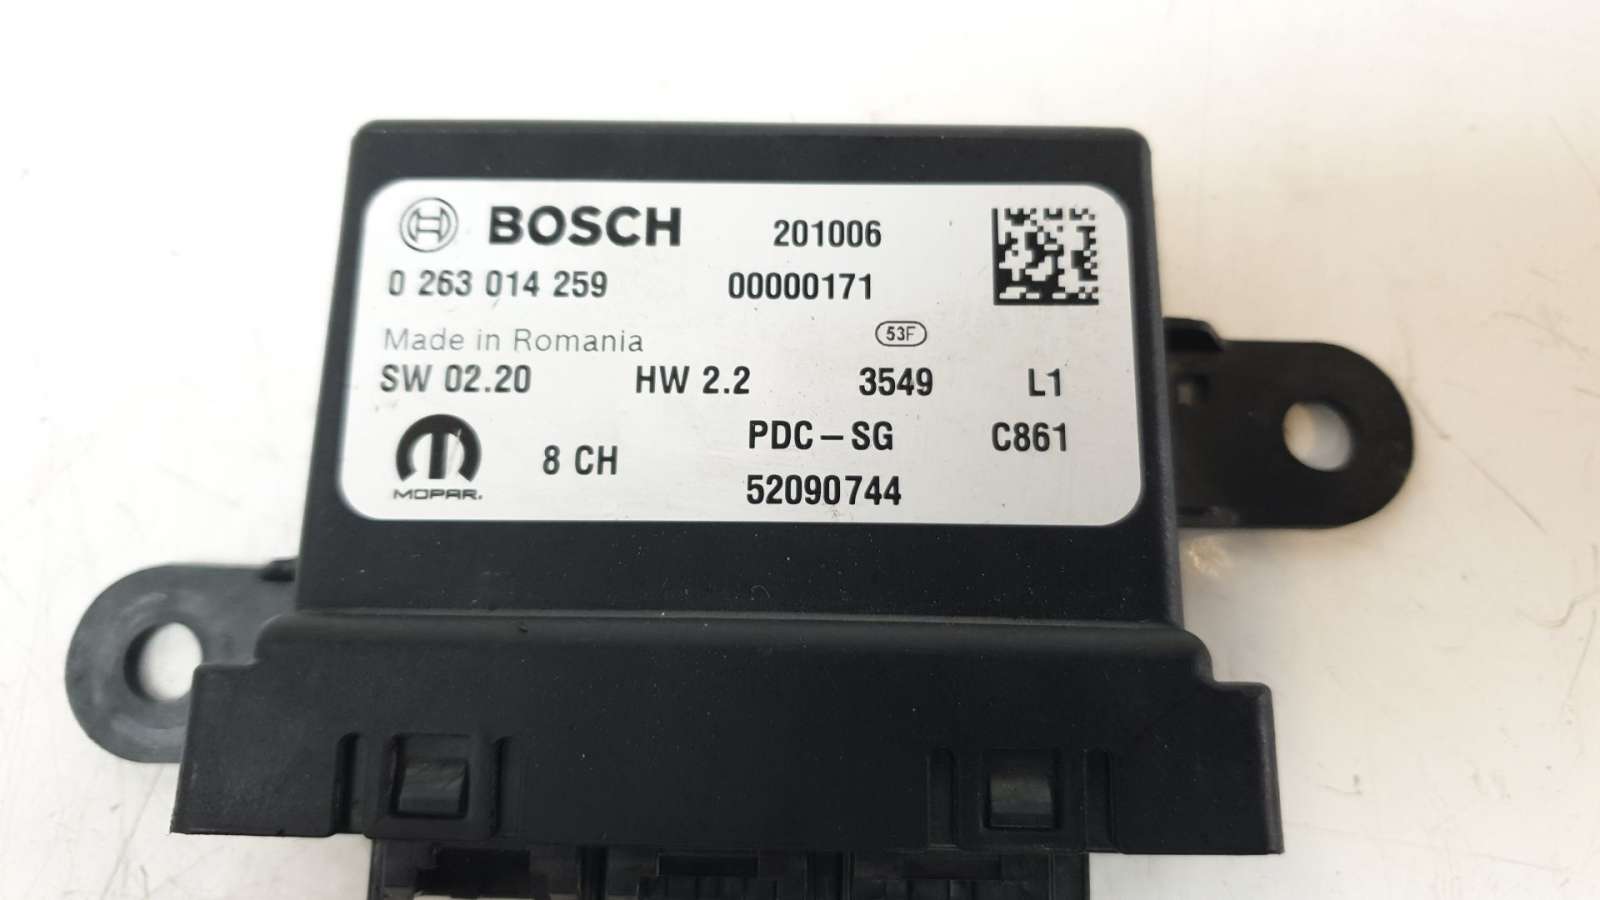 BOSCH 201006
0 263 014 259 00000171
Made in Romania 53F
SW 02.20 HW 2.2 3549 L1
8 CH PDC-SG C861
MOPAR. 52090744